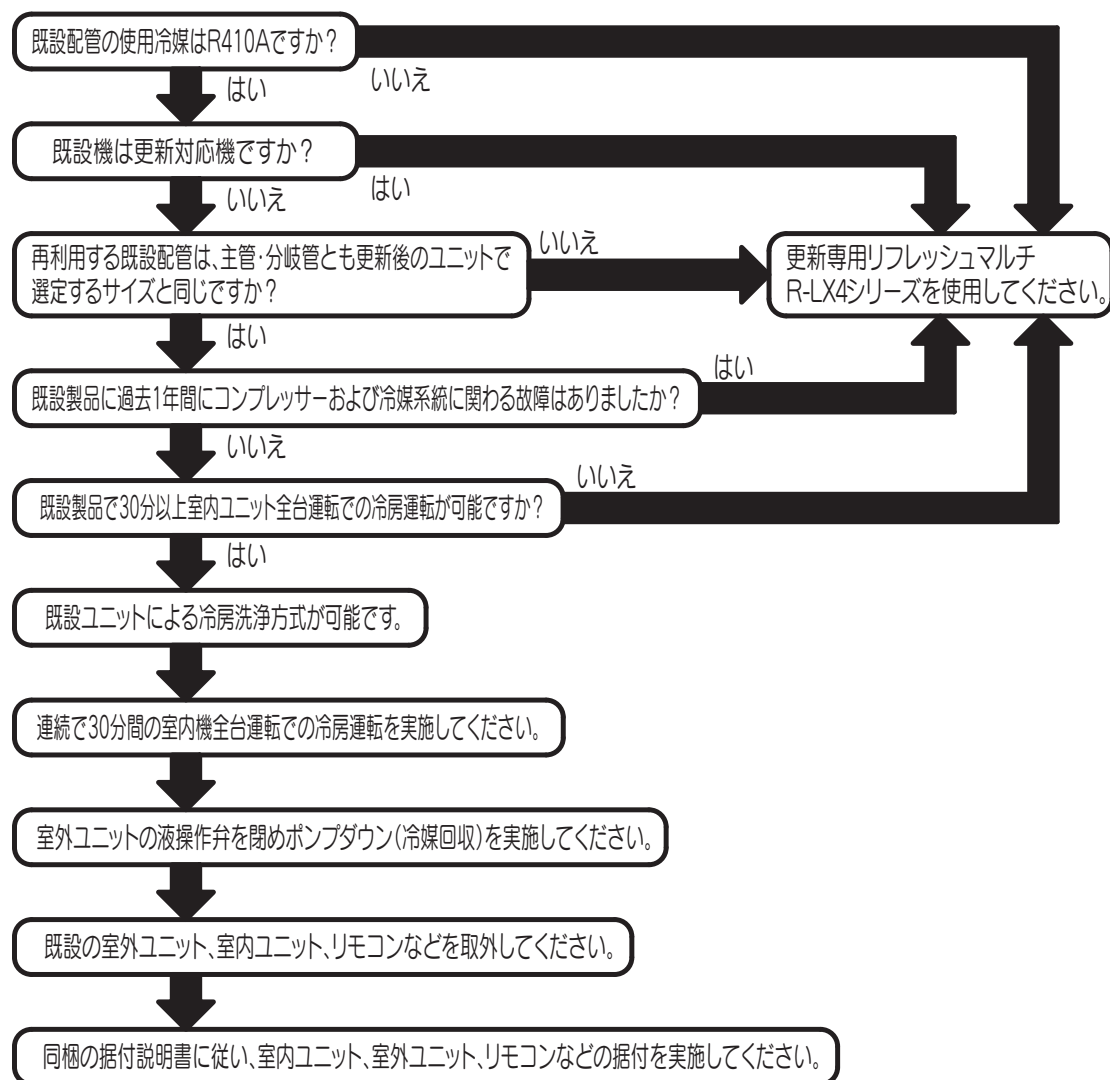 既設配管の使用冷媒はR410Aですか？
はい
いいえ
既設機は更新対応機ですか？
いいえ
はい
再利用する既設配管は、主管・分岐管とも更新後のユニットで
選定するサイズと同じですか？
いいえ
更新専用リフレッシュマルチ
R-LX4シリーズを使用してください。
はい
既設製品に過去1年間にコンプレッサーおよび冷媒系統に関わる故障はありましたか？
はい
いいえ
既設製品で30分以上室内ユニット全台運転での冷房運転が可能ですか？
いいえ
はい
既設ユニットによる冷房洗浄方式が可能です。
連続で30分間の室内機全台運転での冷房運転を実施してください。
室外ユニットの液操作弁を閉めポンプダウン（冷媒回収）を実施してください。
既設の室外ユニット、室内ユニット、リモコンなどを取外してください。
同梱の据付説明書に従い、室内ユニット、室外ユニット、リモコンなどの据付を実施してください。